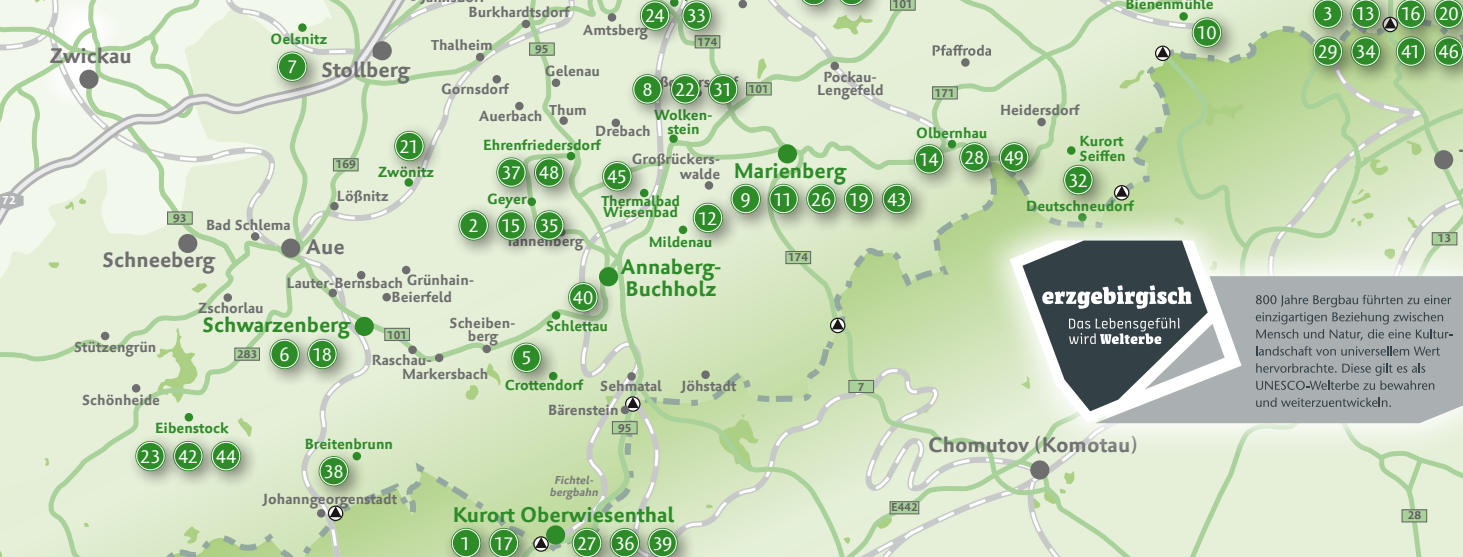 Burkhardtsdorf
Amtsberg
24
33
174
101
Bienenmühle
10
3
13
16
20
29
34
41
46
Oelsnitz
7
Zwickau
Stollberg
Thalheim
95
Gornsdorf
Gelenau
Auerbach
Thum
Drebach
8
22
31
101
Wolken-
stein
Pfaffroda
Pockau-
Lengefeld
171
Heidersdorf
Olbernhau
14
28
49
Kurort
Seiffen
32
Deutschneudorf
21
Zwönitz
169
Lößnitz
72
Ehrenfriedersdorf
37
48
Geyer
2
15
35
Tannenberg
45
Thermalbad
Wiesenbad
Großrückers-
walde
12
Mildenau
Marienberg
9
11
26
19
43
174
93
Bad Schlema
Aue
Schneeberg
Lauter-Bernsbach
Grünhain-
Beierfeld
Zschorlau
Schwarzenberg
6
18
283
101
Stützengrün
Raschau-
Markersbach
Scheiben-
berg
Annaberg-
Buchholz
40
Schlettau
5
Crottendorf
Sehmatal
Jöhstadt
Bärenstein
95
Schönheide
Eibenstock
23
42
44
Breitenbrunn
38
Johanngeorgenstadt
Fichtel-
bergbahn
Kurort Oberwiesenthal
1
17
27
36
39
7
Chomutov (Komotau)
E442
28
13
erzgebirgisch
Das Lebensgefühl
wird Welterbe
800 Jahre Bergbau führten zu einer
einzigartigen Beziehung zwischen
Mensch und Natur, die eine Kultur-
landschaft von universellem Wert
hervorbrachte. Diese gilt es als
UNESCO-Welterbe zu bewahren
und weiterzuentwickeln.